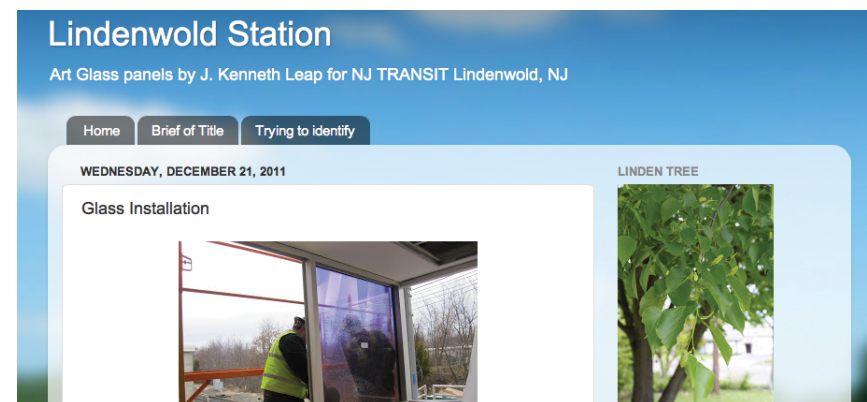 Lindenwold Station
Art Glass panels by J. Kenneth Leap for NJ TRANSIT Lindenwold, NJ
Home
Brief of Title
Trying to identify
WEDNESDAY, DECEMBER 21, 2011
Glass Installation
LINDEN TREE